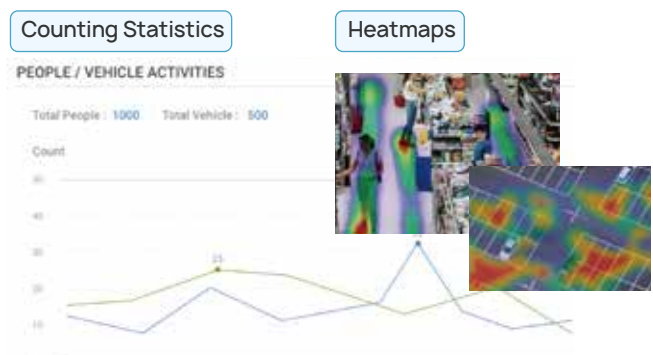 Counting Statistics
Heatmaps
PEOPLE / VEHICLE ACTIVITIES
Total People : 1000 Total Vehicle : 500
Count
40
30
25
20
10